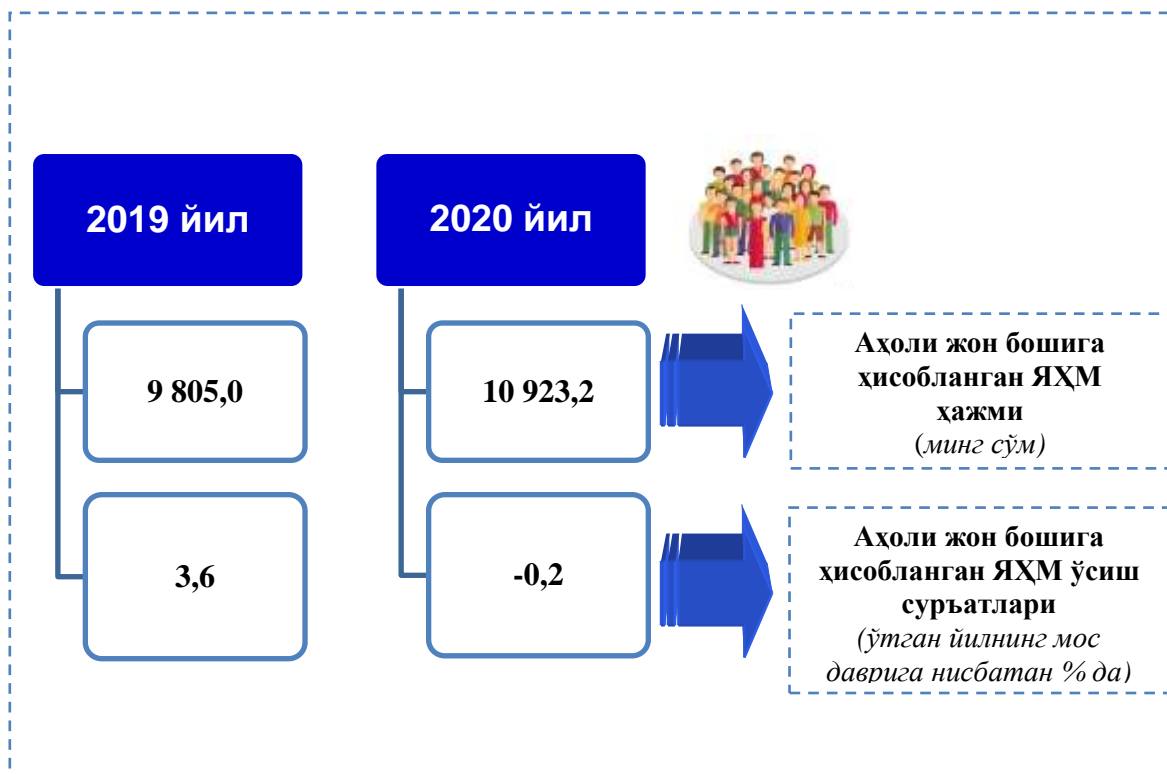 2019 йил
2020 йил
9 805,0
10 923,2
Аҳоли жон бошига
ҳисобланган ЯҲМ
ҳажми
(минг сўм)
3,6
-0,2
Аҳоли жон бошига
ҳисобланган ЯҲМ ўсиш
суръатлари
(ўтган йилнинг мос
даврига нисбатан % да)